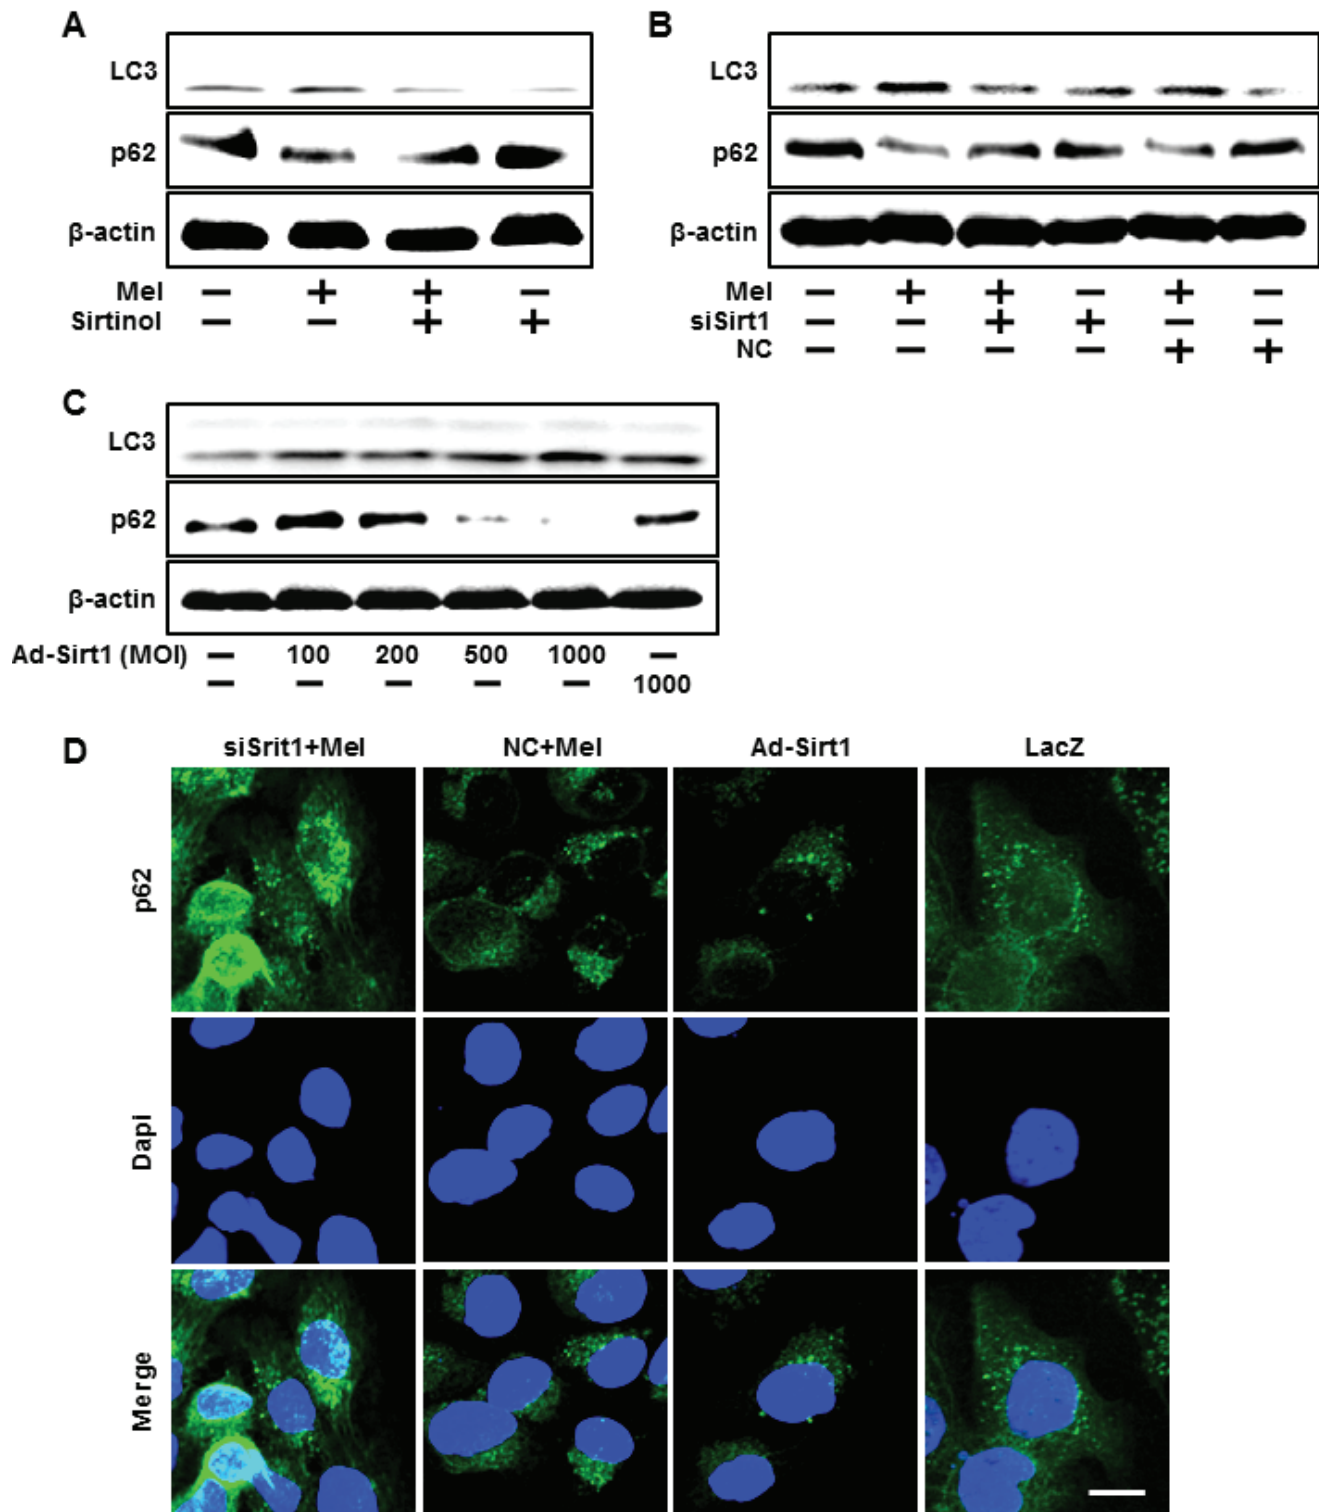 A
LC3
p62
β-actin
Mel − + + −
Sirtinol − − + +
B
LC3
p62
β-actin
Mel − + + − + −
siSirt1 − − + + − −
NC − − − − + +
C
LC3
p62
β-actin
Ad-Sirt1 (MOI) − 100 200 500 1000 −
− − − − − 1000
D
siSrit1+Mel NC+Mel Ad-Sirt1 LacZ
p62
Dapi
Merge